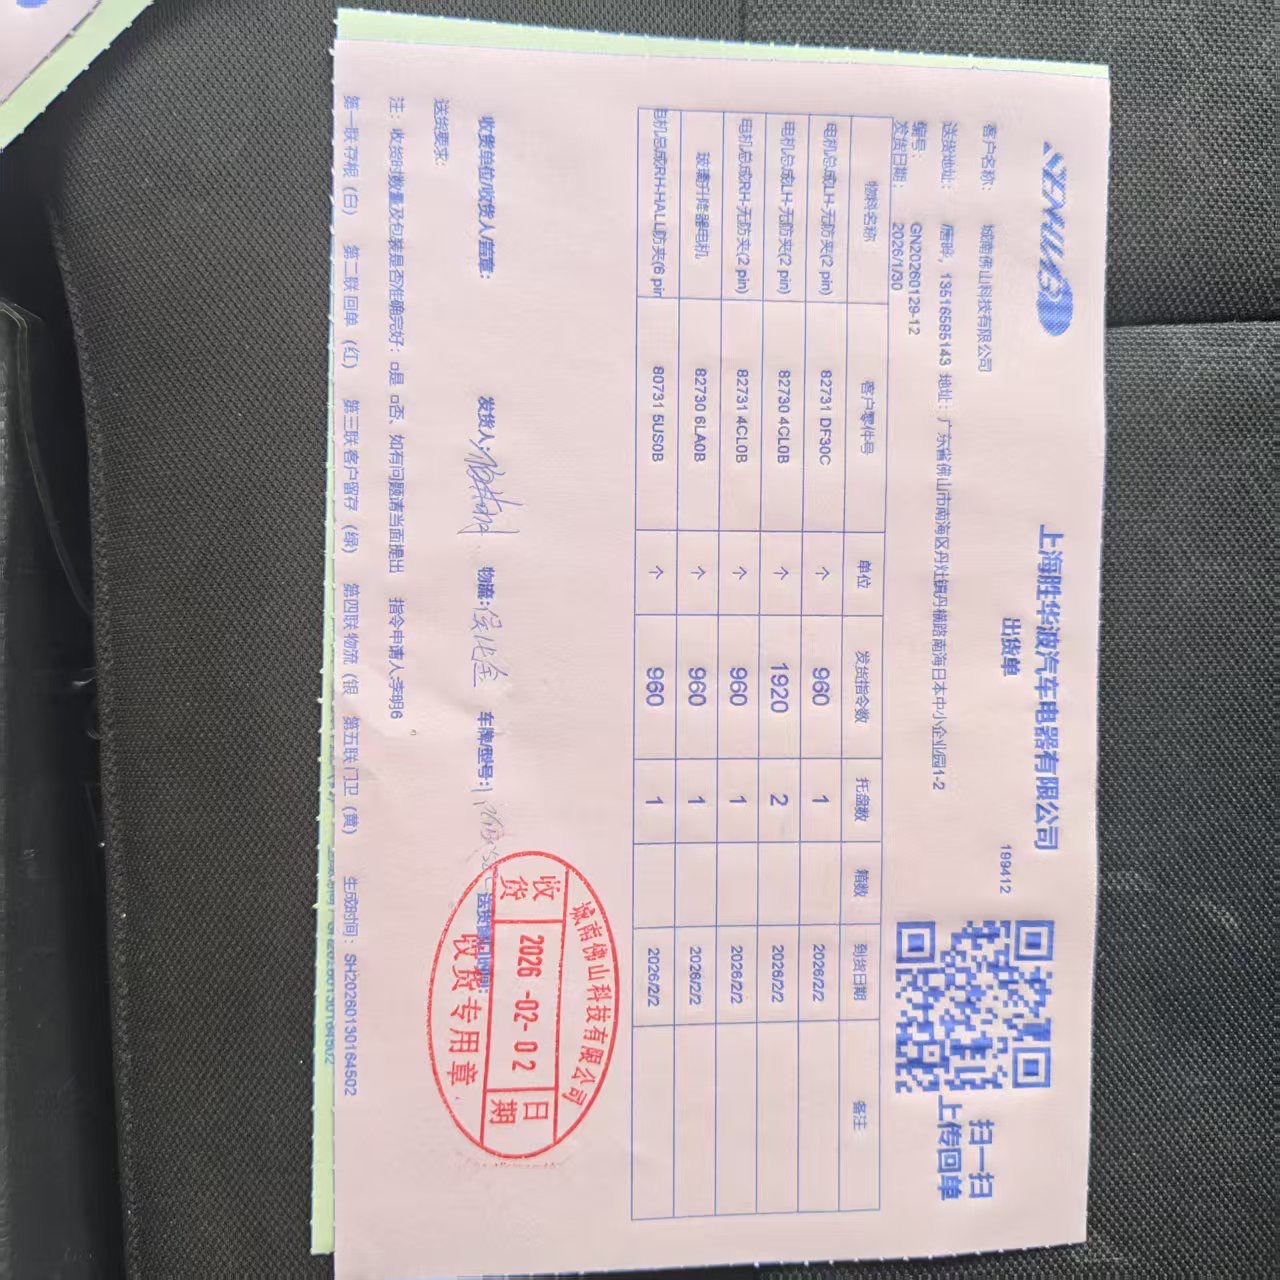 上海胜华波汽车电器有限公司
出货单
199412
扫一扫
上传回单
客户名称: 城南佛山科技有限公司
送货地址: 唐聊，13516585143 地址：广东省佛山市南海区丹灶镇丹横路南海日本中小企业园1-2
编号: GN20260129-12
发货日期: 2026/1/30
物料名称 客户零件号 单位 发货指令数 托盘数 箱数 到货日期 备注
电机总成LH-无防夹(2 pin) 82731 DF30C 个 960 1 2026/2/2
电机总成LH-无防夹(2 pin) 82730 4CL0B 个 1920 2 2026/2/2
电机总成RH-无防夹(2 pin) 82731 4CL0B 个 960 1 2026/2/2
玻璃升降器电机 82730 6LA0B 个 960 1 2026/2/2
电机总成RH-HALL防夹(6 pin 80731 5US0B 个 960 1 2026/2/2
收货单位/收货人/盖章: 发货人: 物流: 车牌/型号: 送货
送货要求:
注: 收货时数量及包装是否准确完好: □是 □否、如有问题请当面提出 指令申请人:李明6
第一联 存根 (白) 第二联 回单 (红) 第三联 客户留存 (绿) 第四联 物流 (银 第五联 门卫 (黄) 生成时间: SH20260130164502
城南佛山科技有限公司
收货
2026-02-02
日期
收货专用章